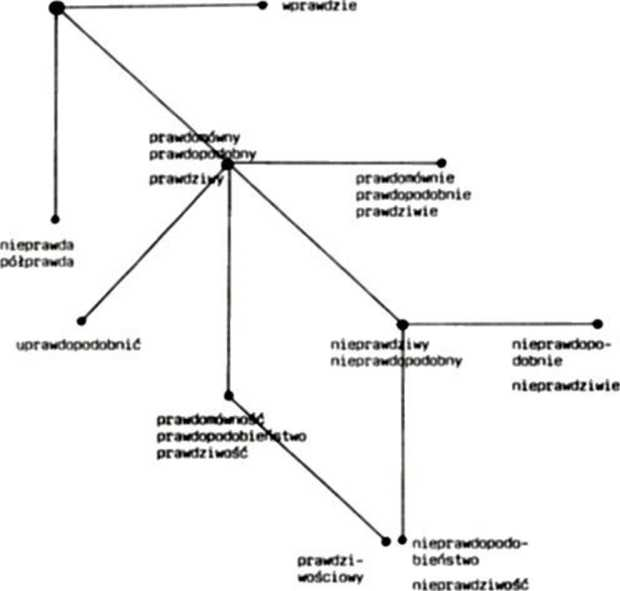 wprawdzie
prawdomówny
prawdopodobny
prawdziwy
prawdomównie
prawdopodobnie
prawdziwie
nieprawda
półprawda
uprawdopodobnić
nieprawdziwy
nieprawdopodobny
nieprawdopo-
dobnie
nieprawdziwie
prawdomówność
prawdopodobieństwo
prawdziwość
prawdzi-
wościowy
nieprawdopodo-
bieństwo
nieprawdziwość